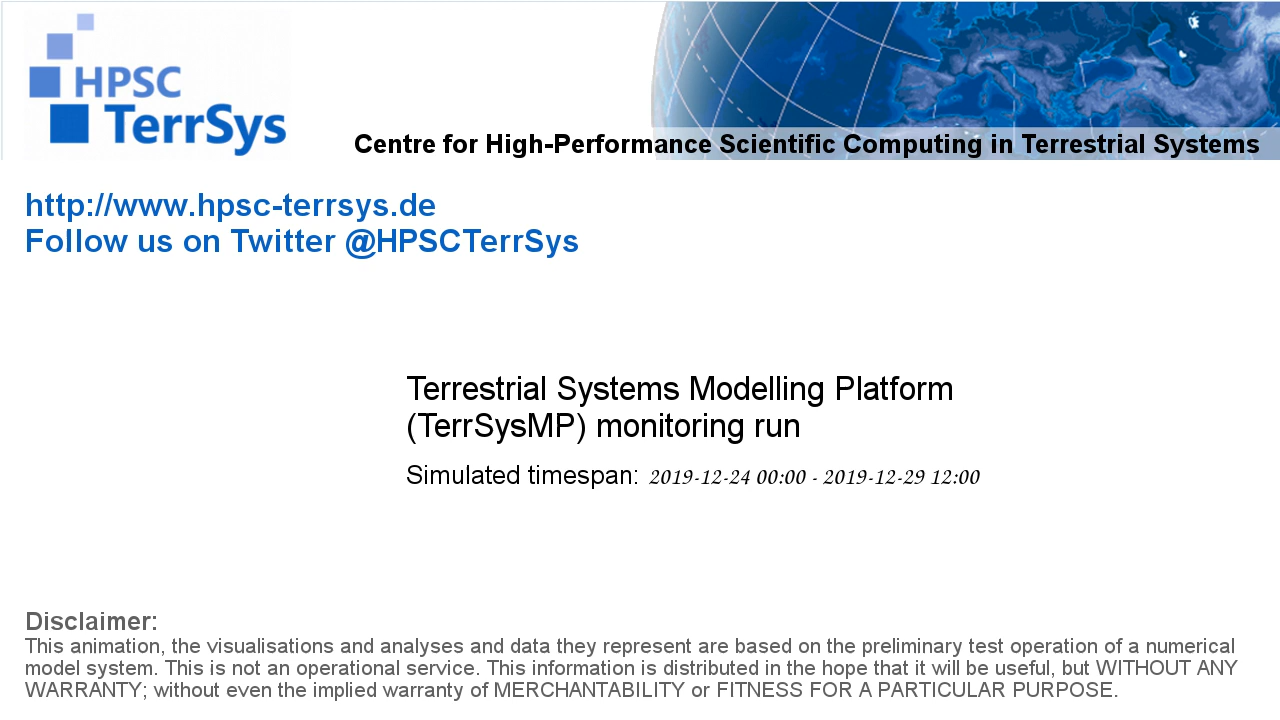 HPSC
TerrSys
Centre for High-Performance Scientific Computing in Terrestrial Systems
http://www.hpsc-terrsys.de
Follow us on Twitter @HPSCTerrSys
Terrestrial Systems Modelling Platform
(TerrSysMP) monitoring run
Simulated timespan: 2019-12-24 00:00 - 2019-12-29 12:00
Disclaimer:
This animation, the visualisations and analyses and data they represent are based on the preliminary test operation of a numerical
model system. This is not an operational service. This information is distributed in the hope that it will be useful, but WITHOUT ANY
WARRANTY; without even the implied warranty of MERCHANTABILITY or FITNESS FOR A PARTICULAR PURPOSE.